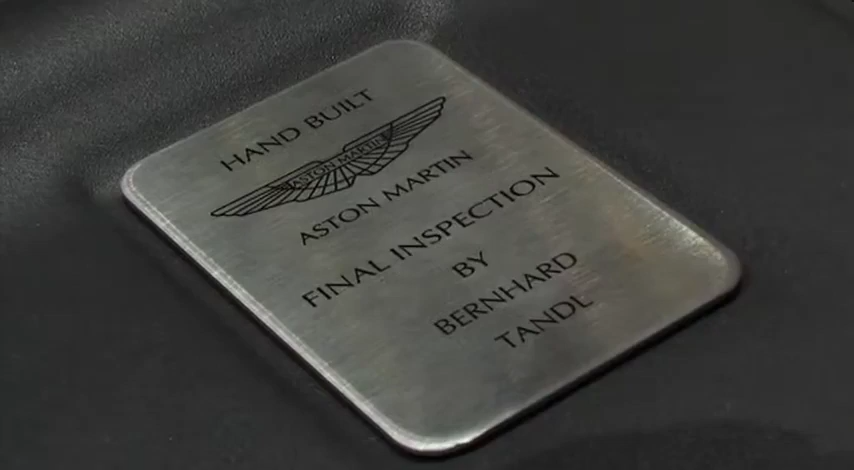 HAND BUILT
ASTON MARTIN
ASTON MARTIN
FINAL INSPECTION
BY
BERNHARD
TANDL